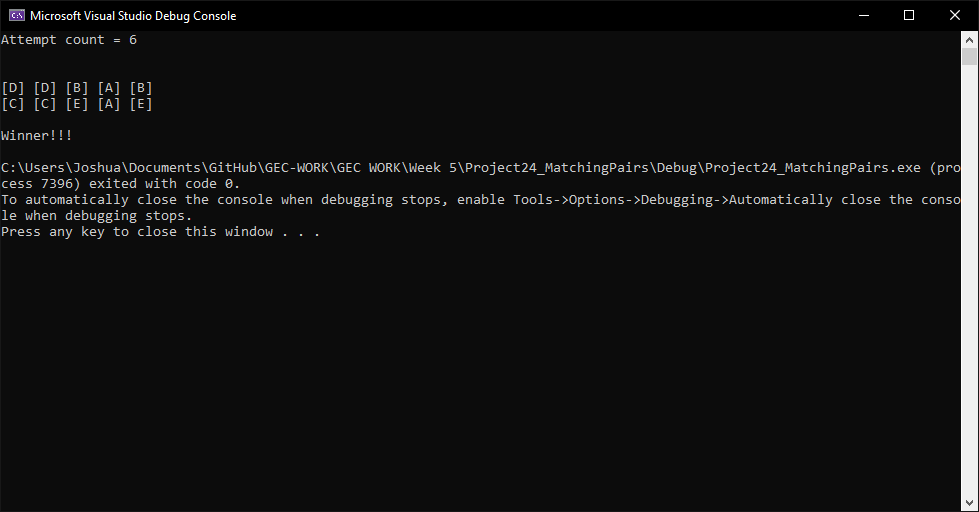 Microsoft Visual Studio Debug Console
Attempt count = 6
[D] [D] [B] [A] [B]
[C] [C] [E] [A] [E]
Winner!!!
C:\Users\Joshua\Documents\GitHub\GEC-WORK\GEC WORK\Week 5\Project24_MatchingPairs\Debug\Project24_MatchingPairs.exe (pro
cess 7396) exited with code 0.
To automatically close the console when debugging stops, enable Tools->Options->Debugging->Automatically close the conso
le when debugging stops.
Press any key to close this window . . .